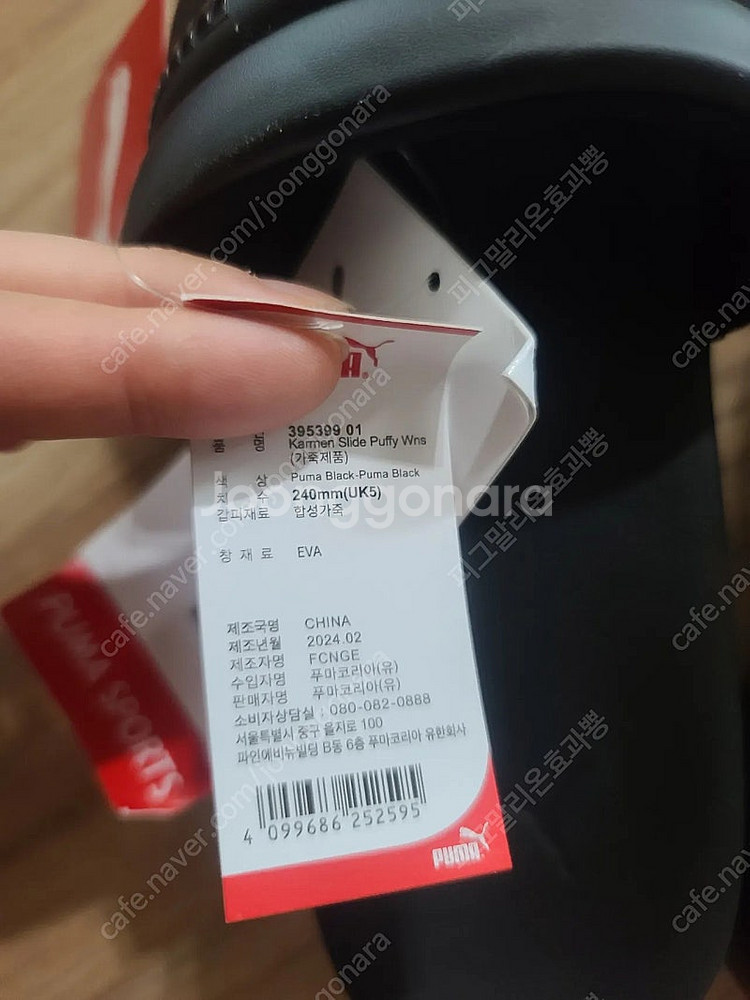 PUMA
395399 01
품 명 Karmen Slide Puffy Wns
(가죽제품)
색 상 Puma Black-Puma Black
치 수 240mm(UK5)
갑피재료 합성가죽
창 재 료 EVA
제조국명 CHINA
제조년월 2024.02
제조자명 FCNGE
수입자명 푸마코리아(유)
판매자명 푸마코리아(유)
소비자상담실 : 080-082-0888
서울특별시 중구 을지로 100
파인에비뉴빌딩 B동 6층 푸마코리아 유한회사
4 099686 252595
PUMA
PUMA SPORTS
Joonggonara
cafe.naver.com/joonggonara
피그말리온효과뿡